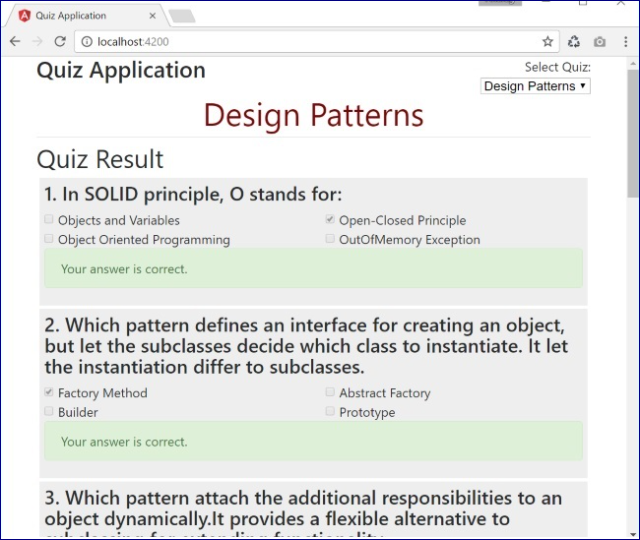 Quiz Application
localhost:4200
Quiz Application
Select Quiz:
Design Patterns
Design Patterns
Quiz Result
1. In SOLID principle, O stands for:
Objects and Variables
Open-Closed Principle
Object Oriented Programming
OutOfMemory Exception
Your answer is correct.
2. Which pattern defines an interface for creating an object,
but let the subclasses decide which class to instantiate. It let
the instantiation differ to subclasses.
Factory Method
Abstract Factory
Builder
Prototype
Your answer is correct.
3. Which pattern attach the additional responsibilities to an
object dynamically.It provides a flexible alternative to
subclassing for extending functionality